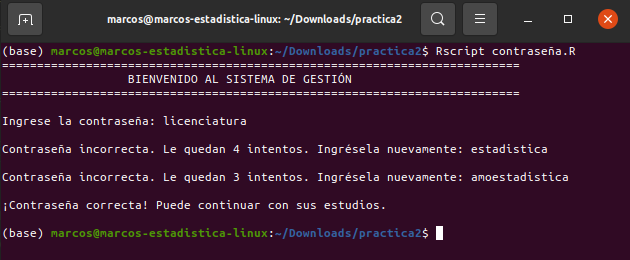 marcos@marcos-estadistica-linux: ~/Downloads/practica2
(base) marcos@marcos-estadistica-linux:~/Downloads/practica2$ Rscript contraseña.R
==========================================================================
BIENVENIDO AL SISTEMA DE GESTIÓN
==========================================================================
Ingrese la contraseña: licenciatura
Contraseña incorrecta. Le quedan 4 intentos. Ingrésela nuevamente: estadistica
Contraseña incorrecta. Le quedan 3 intentos. Ingrésela nuevamente: amoestadistica
¡Contraseña correcta! Puede continuar con sus estudios.
(base) marcos@marcos-estadistica-linux:~/Downloads/practica2$